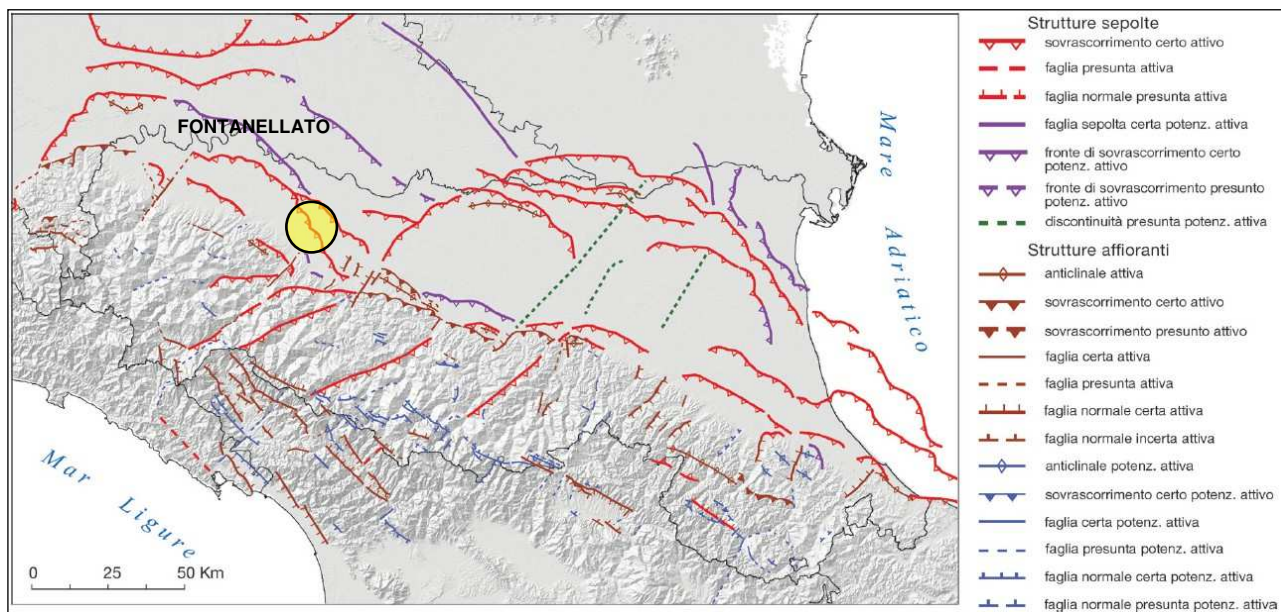 FONTANELLATO
Mare
Adriatico
Mar Ligure
0 25 50 Km
Strutture sepolte
sovrascorrimento certo attivo
faglia presunta attiva
faglia normale presunta attiva
faglia sepolta certa potenz. attiva
fronte di sovrascorrimento certo
potenz. attivo
fronte di sovrascorrimento presunto
potenz. attivo
discontinuità presunta potenz. attiva
Strutture affioranti
anticlinale attiva
sovrascorrimento certo attivo
sovrascorrimento presunto attivo
faglia certa attiva
faglia presunta attiva
faglia normale certa attiva
faglia normale incerta attiva
anticlinale potenz. attiva
sovrascorrimento certo potenz. attivo
faglia certa potenz. attiva
faglia presunta potenz. attiva
faglia normale certa potenz. attiva
faglia normale presunta potenz. attiva